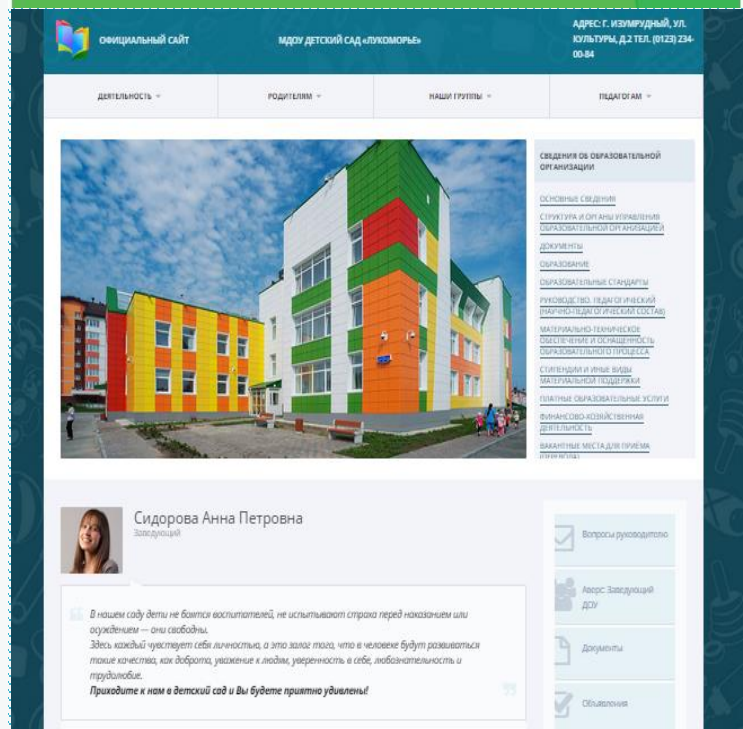 ОФИЦИАЛЬНЫЙ САЙТ
МДОУ ДЕТСКИЙ САД «ЛУКОМОРЬЕ»
АДРЕС: Г. ИЗУМРУДНЫЙ, УЛ.
КУЛЬТУРЫ, Д.2 ТЕЛ. (0123) 234-
00-84
ДЕЯТЕЛЬНОСТЬ
РОДИТЕЛЯМ
НАШИ ГРУППЫ
ПЕДАГОГАМ
СВЕДЕНИЯ ОБ ОБРАЗОВАТЕЛЬНОЙ
ОРГАНИЗАЦИИ
ОСНОВНЫЕ СВЕДЕНИЯ
СТРУКТУРА И ОРГАНЫ УПРАВЛЕНИЯ
ОБРАЗОВАТЕЛЬНОЙ ОРГАНИЗАЦИЕЙ
ДОКУМЕНТЫ
ОБРАЗОВАНИЕ
ОБРАЗОВАТЕЛЬНЫЕ СТАНДАРТЫ
РУКОВОДСТВО. ПЕДАГОГИЧЕСКИЙ
(НАУЧНО-ПЕДАГОГИЧЕСКИЙ СОСТАВ)
МАТЕРИАЛЬНО-ТЕХНИЧЕСКОЕ
ОБЕСПЕЧЕНИЕ И ОСНАЩЕННОСТЬ
ОБРАЗОВАТЕЛЬНОГО ПРОЦЕССА
СТИПЕНДИИ И ИНЫЕ ВИДЫ
МАТЕРИАЛЬНОЙ ПОДДЕРЖКИ
ПЛАТНЫЕ ОБРАЗОВАТЕЛЬНЫЕ УСЛУГИ
ФИНАНСОВО-ХОЗЯЙСТВЕННАЯ
ДЕЯТЕЛЬНОСТЬ
ВАКАНТНЫЕ МЕСТА ДЛЯ ПРИЁМА
(ПЕРЕВОДА)
Сидорова Анна Петровна
Заведующий
В нашем саду дети не боятся воспитателей, не испытывают страха перед наказанием или
осуждением — они свободны.
Здесь каждый чувствует себя личностью, а это залог того, что в человеке будут развиваться
такие качества, как доброта, уважение к людям, уверенность в себе, любознательность и
трудолюбие.
Приходите к нам в детский сад и Вы будете приятно удивлены!
Вопросы руководителю
Аверс: Заведующий
ДОУ
Документы
Объявления